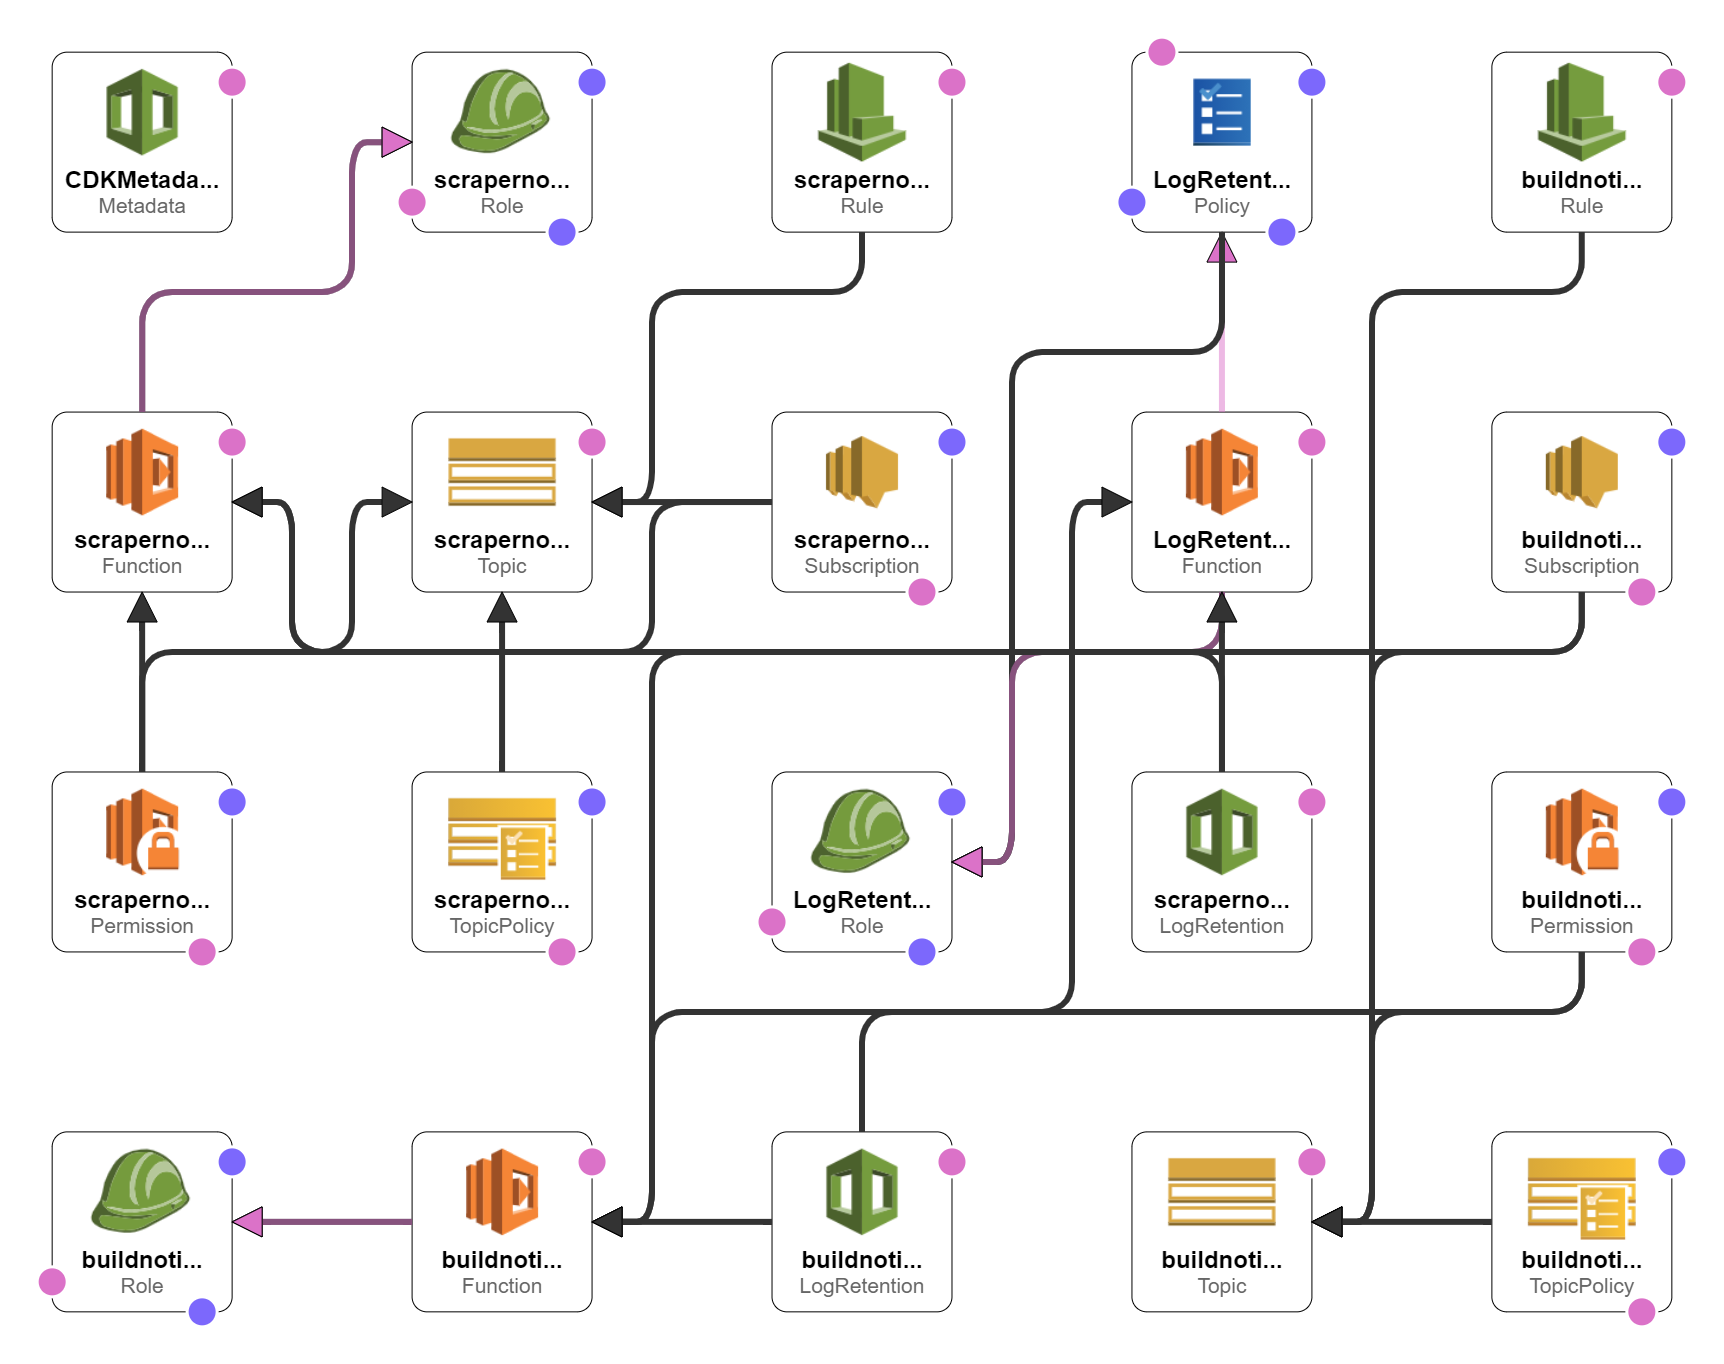 CDKMetada...
Metadata
scraperno...
Role
scraperno...
Rule
LogRetent...
Policy
buildnoti...
Rule
scraperno...
Function
scraperno...
Topic
scraperno...
Subscription
LogRetent...
Function
buildnoti...
Subscription
scraperno...
Permission
scraperno...
TopicPolicy
LogRetent...
Role
scraperno...
LogRetention
buildnoti...
Permission
buildnoti...
Role
buildnoti...
Function
buildnoti...
LogRetention
buildnoti...
Topic
buildnoti...
TopicPolicy